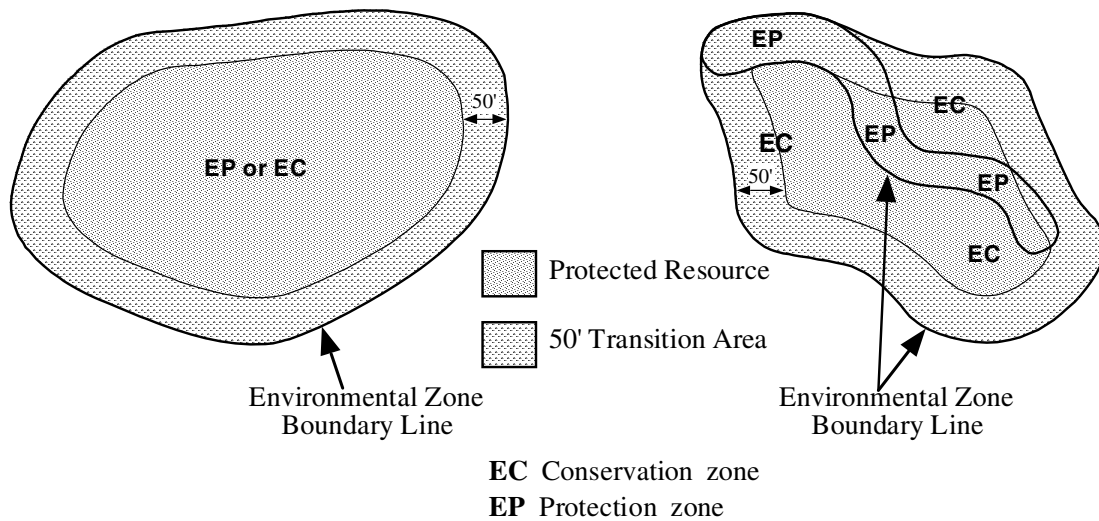 EP or EC
50'
EP
EC
EC
EP
50'
EP
EC
Protected Resource
50' Transition Area
Environmental Zone
Boundary Line
Environmental Zone
Boundary Line
EC Conservation zone
EP Protection zone